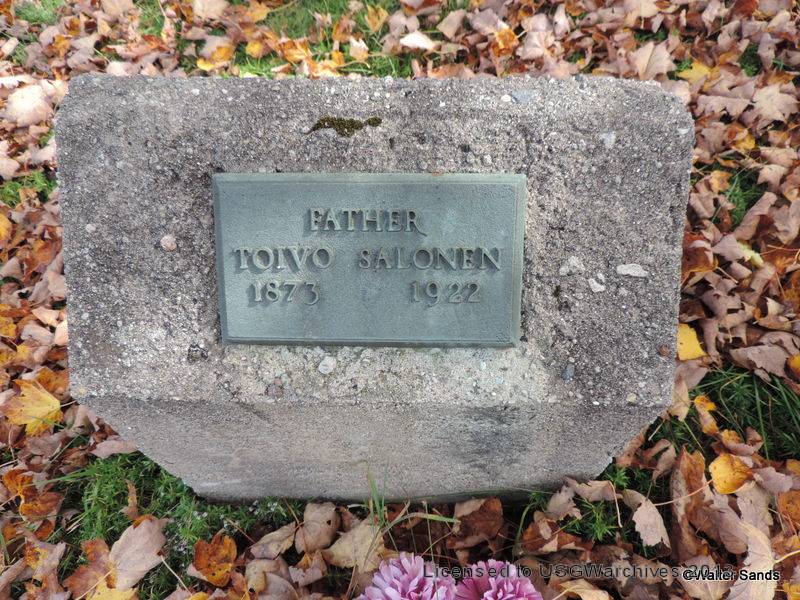 FATHER
TOIVO SALONEN
1873 1922
Licensed to USGWarchives 2013
©Walter Sands